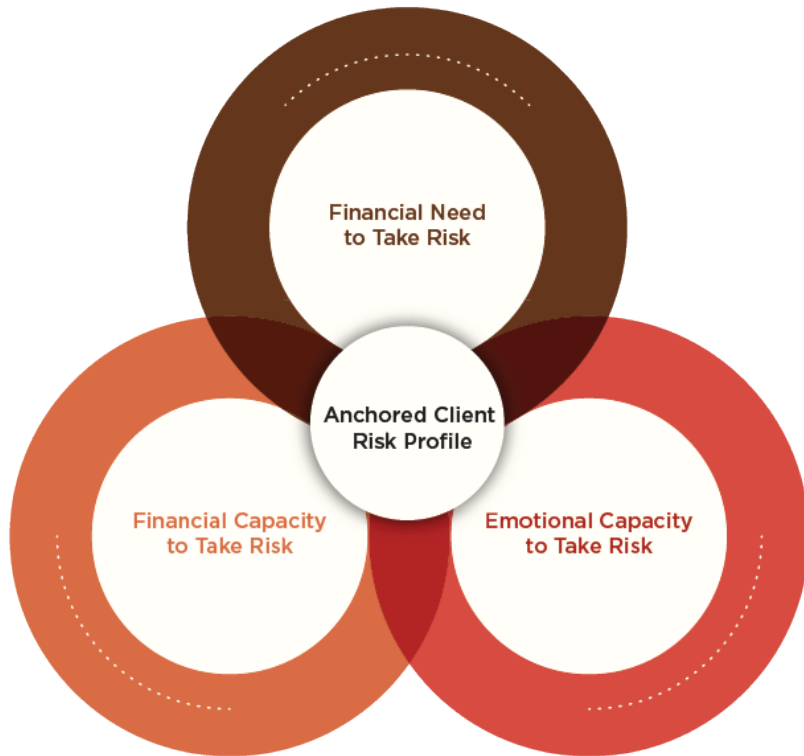 Financial Need
to Take Risk
Anchored Client
Risk Profile
Financial Capacity
to Take Risk
Emotional Capacity
to Take Risk